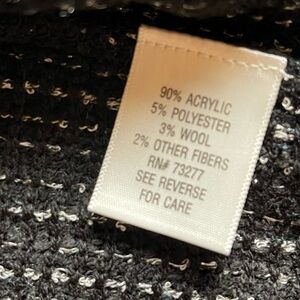 90% ACRYLIC
5% POLYESTER
3% WOOL
2% OTHER FIBERS
RN# 73277
SEE REVERSE
FOR CARE